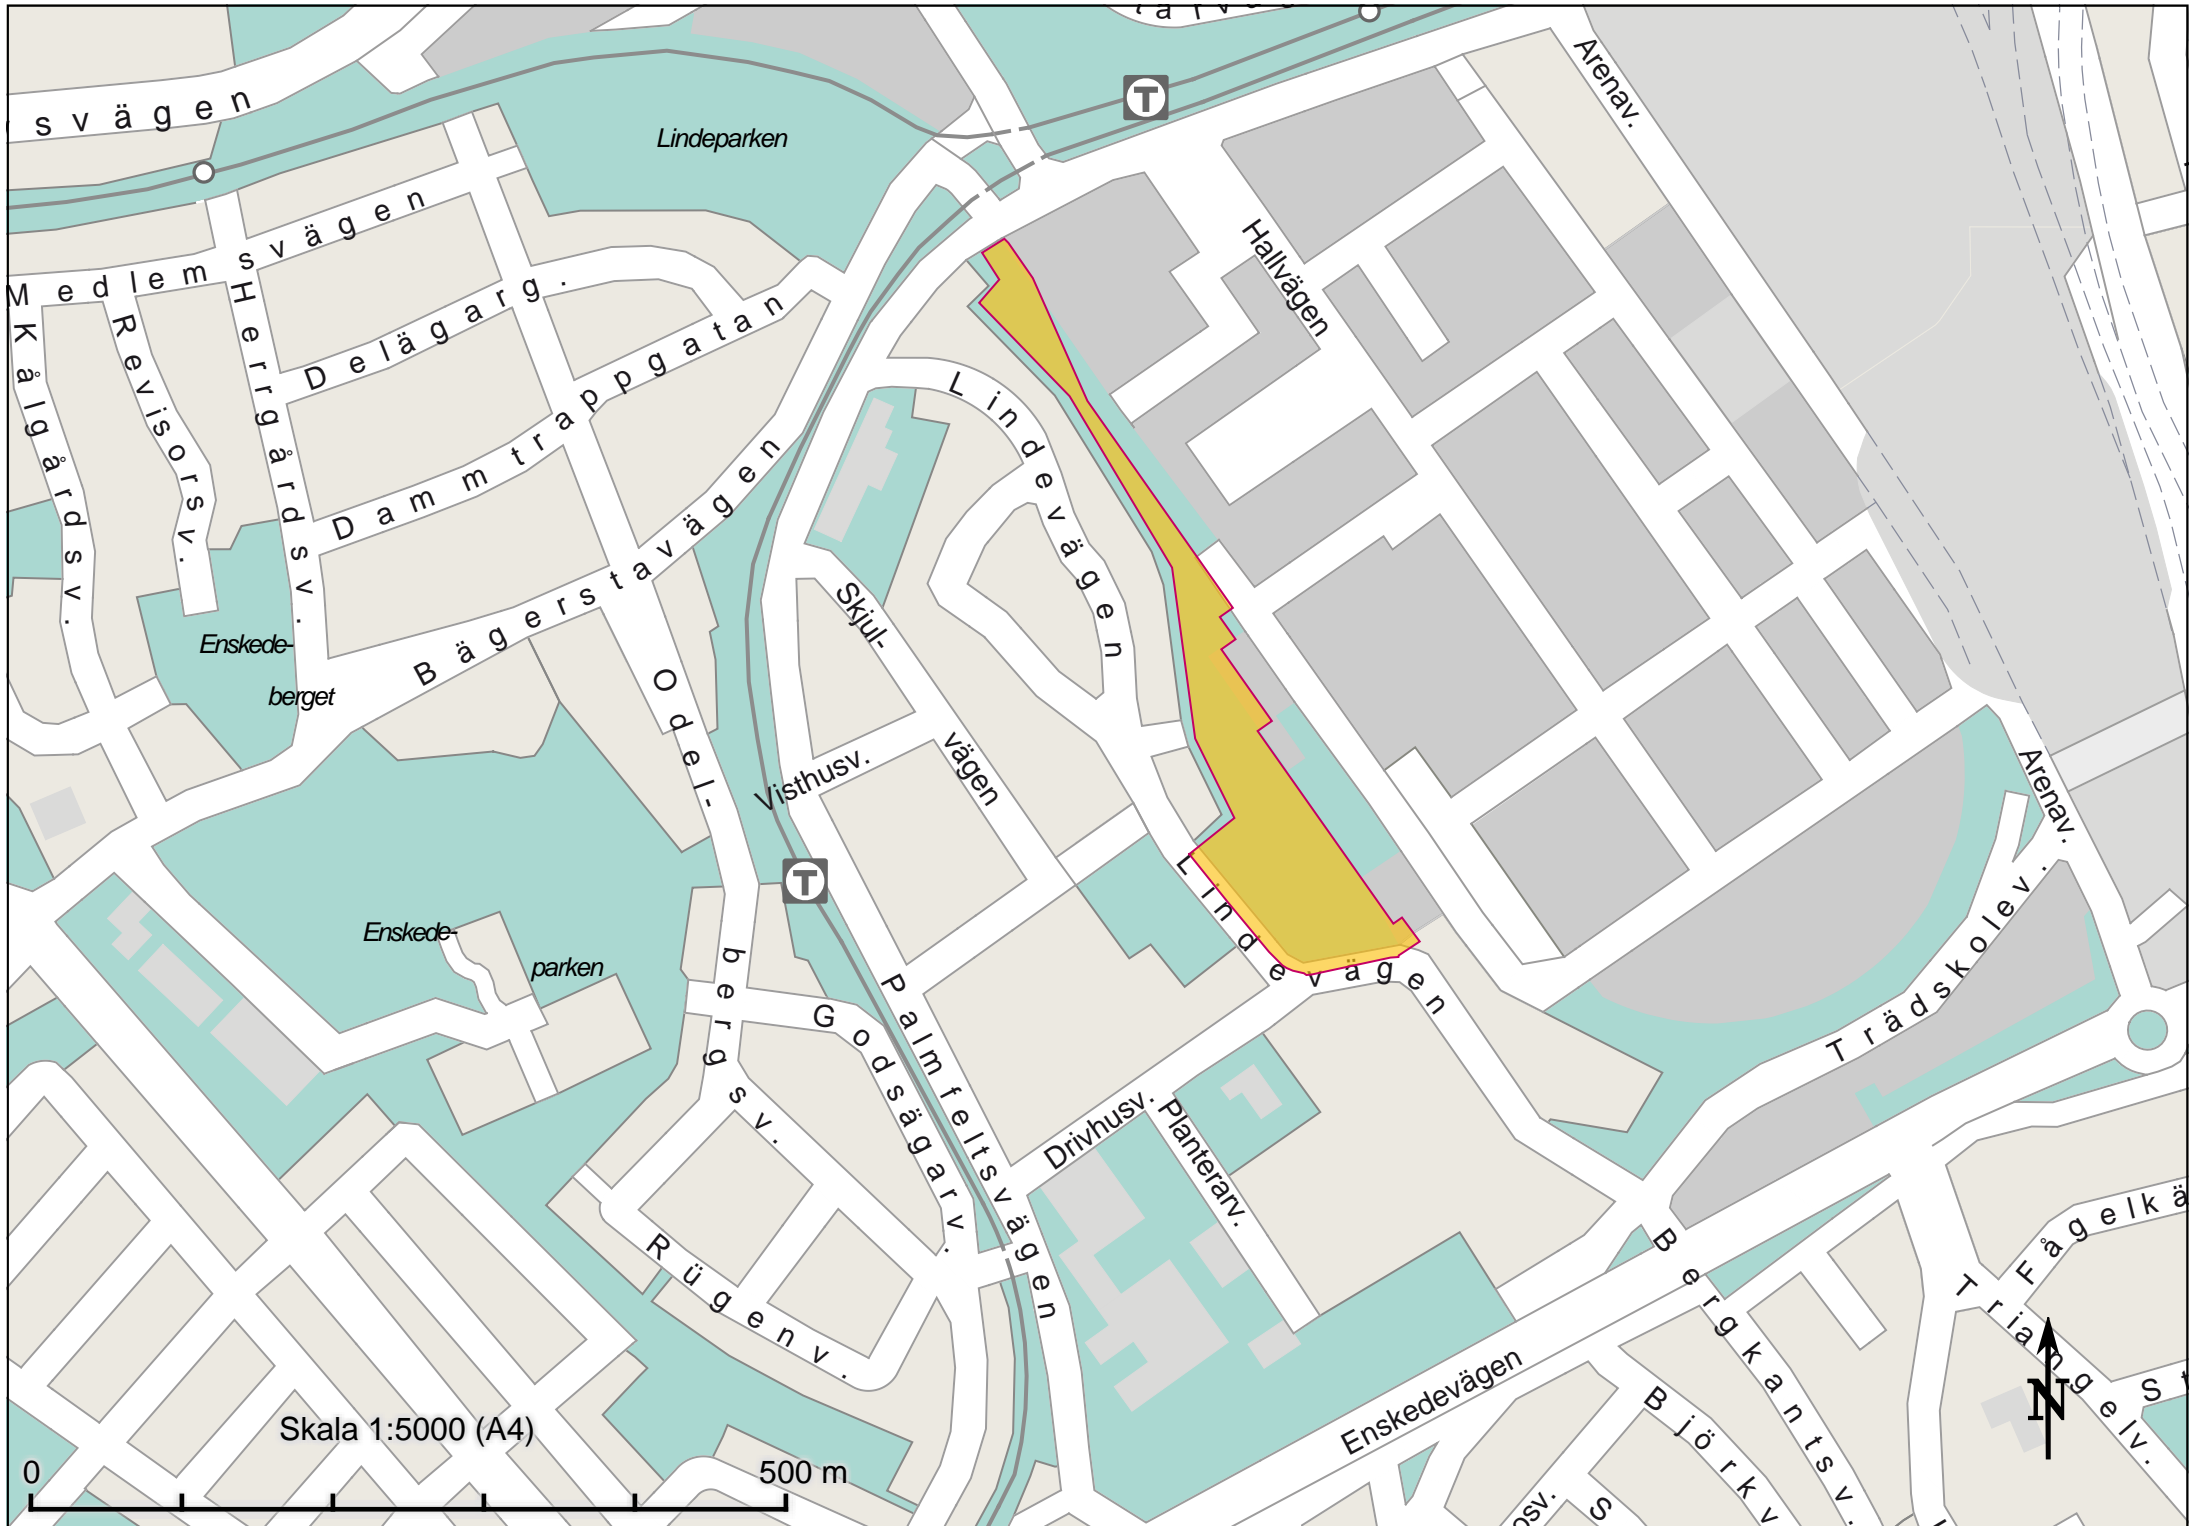 svägen
Lindeparken
T
Arenav.
Medlemsvägen
Hallvägen
Kålgårdsv.
Revisorsv.
Herrgårdsv.
Delägarg.
Dammtrappgatan
Lindevägen
Bägerstavägen
Skjul-
vägen
Enskede-
berget
Odel-
bergsv.
Visthusv.
T
Arenav.
Lindevägen
Enskede-
parken
Palmfeltsvägen
Godsägarv.
Trädskolev.
Drivhusv.
Planterarv.
Rügenv.
Bergkantsv.
Fågelkä
Triangelv.
Enskedevägen
Björkv
St
N
Skala 1:5000 (A4)
0 500 m
osv.
S